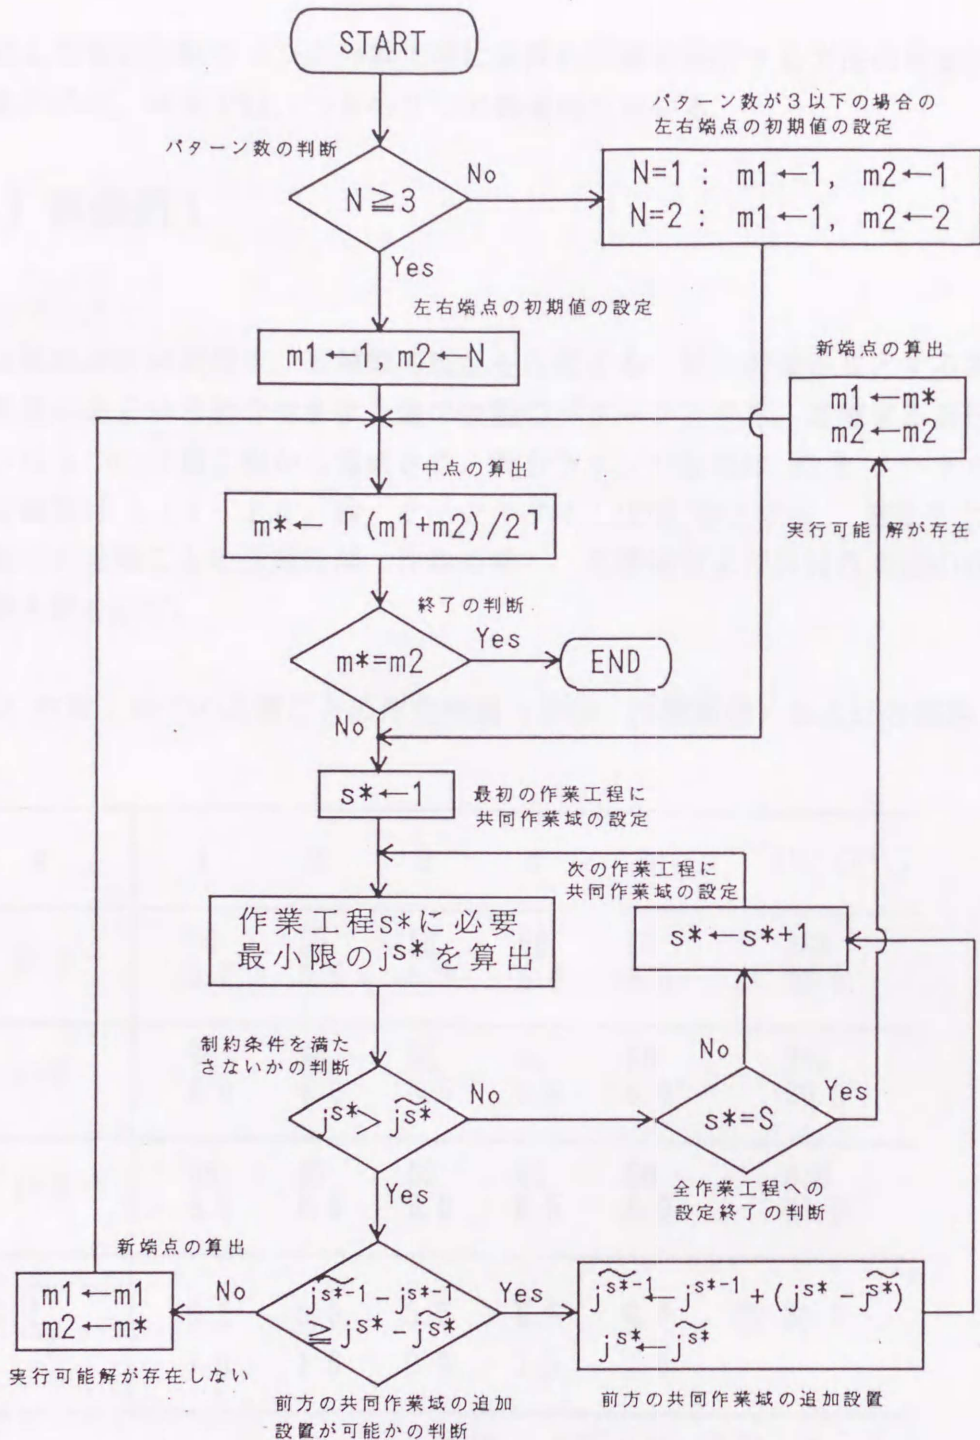 START
パターン数の判断
N≧3
No
Yes
パターン数が3以下の場合の
左右端点の初期値の設定
N=1 : m1←1, m2←1
N=2 : m1←1, m2←2
左右端点の初期値の設定
m1←1, m2←N
新端点の算出
m1←m*
m2←m2
実行可能解が存在
中点の算出
m*←「(m1+m2)/2┐
終了の判断
m*=m2
Yes
END
No
s*←1
最初の作業工程に
共同作業域の設定
次の作業工程に
共同作業域の設定
作業工程s*に必要
最小限のj^s*を算出
s*←s*+1
制約条件を満た
さないかの判断
j^s*>j̃^s*
No
Yes
No
s*=S
Yes
全作業工程への
設定終了の判断
新端点の算出
m1←m1
m2←m*
実行可能解が存在しない
No
j̃^s*-1-j^s*-1
≧j^s*-j̃^s*
Yes
前方の共同作業域の追加
設置が可能かの判断
j̃^s*-1←j^s*-1+(j^s*-j̃^s*)
j^s*←j̃^s*
前方の共同作業域の追加設置